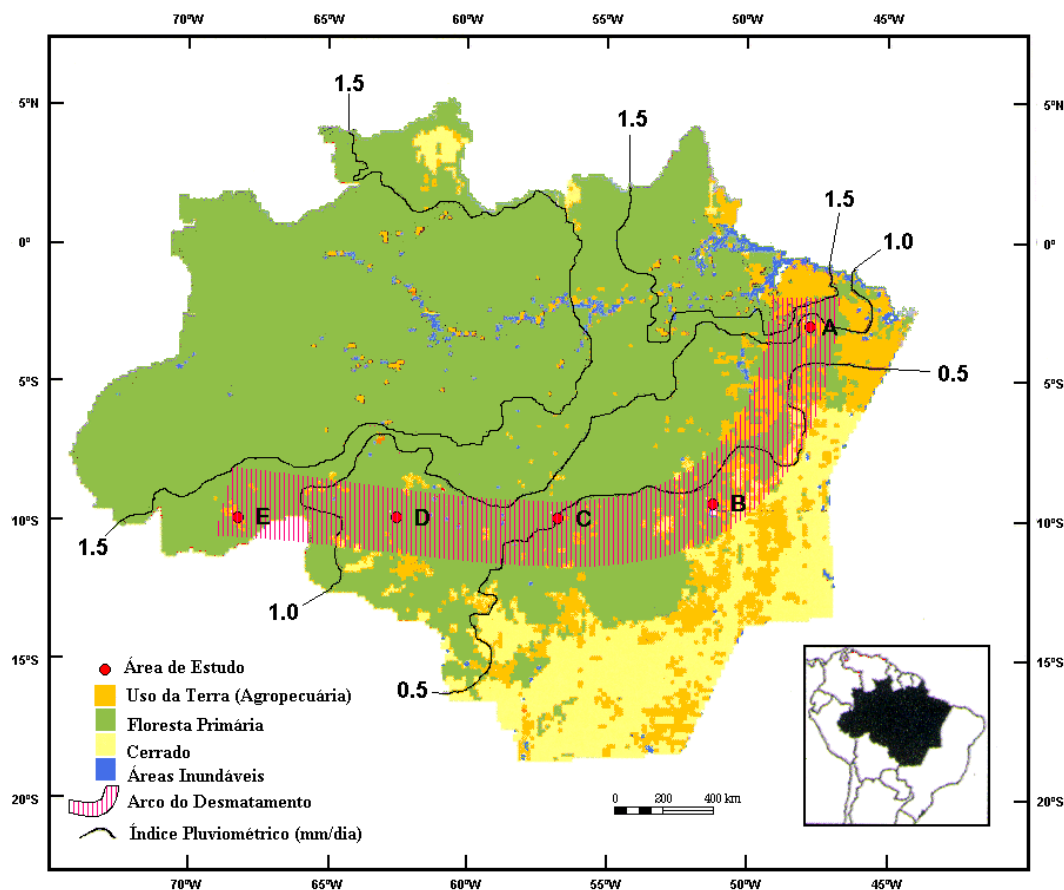 70°W 65°W 60°W 55°W 50°W 45°W
5°N 5°N
1.5
1.5
1.5
1.0
0° 0°
A
0.5
5°S 5°S
B
E D C
10°S 10°S
1.5
1.0
0.5
15°S 15°S
Área de Estudo
Uso da Terra (Agropecuária)
Floresta Primária
Cerrado
Áreas Inundáveis
Arco do Desmatamento
Índice Pluviométrico (mm/dia)
0 200 400 km
20°S 20°S
70°W 65°W 60°W 55°W 50°W 45°W